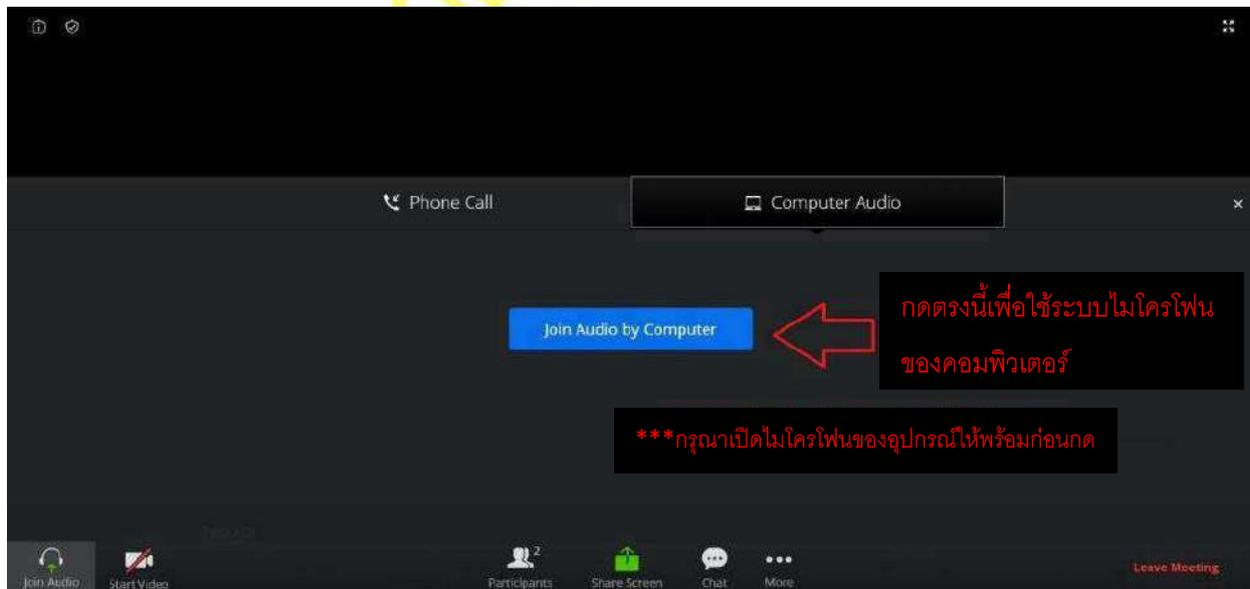 Phone Call
Computer Audio
Join Audio by Computer
กดตรงนี้เพื่อใช้ระบบไมโครโฟน
ของคอมพิวเตอร์
***กรุณาเปิดไมโครโฟนของอุปกรณ์ให้พร้อมก่อนกด
Join Audio
Start Video
2
Participants
Share Screen
Chat
More
Leave Meeting